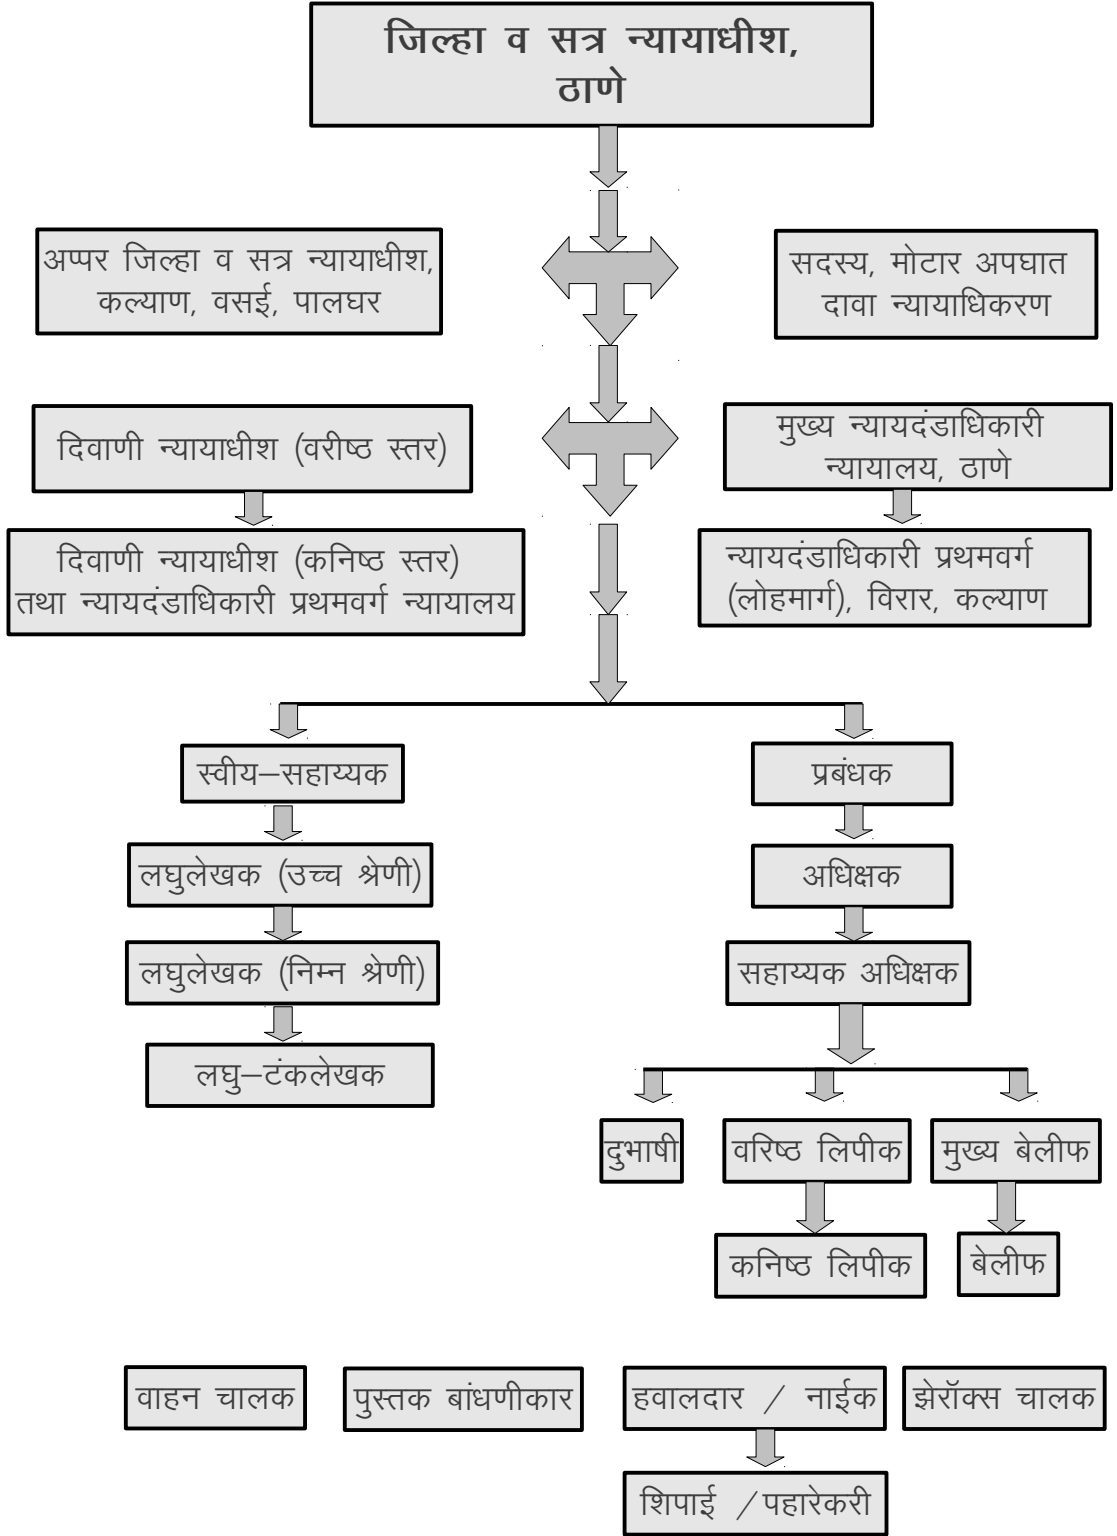 जिल्हा व सत्र न्यायाधीश,
ठाणे
अप्पर जिल्हा व सत्र न्यायाधीश,
कल्याण, वसई, पालघर
सदस्य, मोटार अपघात
दावा न्यायाधिकरण
दिवाणी न्यायाधीश (वरीष्ठ स्तर)
मुख्य न्यायदंडाधिकारी
न्यायालय, ठाणे
दिवाणी न्यायाधीश (कनिष्ठ स्तर)
तथा न्यायदंडाधिकारी प्रथमवर्ग न्यायालय
न्यायदंडाधिकारी प्रथमवर्ग
(लोहमार्ग), विरार, कल्याण
स्वीय–सहाय्यक
प्रबंधक
लघुलेखक (उच्च श्रेणी)
अधिक्षक
लघुलेखक (निम्न श्रेणी)
सहाय्यक अधिक्षक
लघु–टंकलेखक
दुभाषी
वरिष्ठ लिपीक
मुख्य बेलीफ
कनिष्ठ लिपीक
बेलीफ
वाहन चालक
पुस्तक बांधणीकार
हवालदार / नाईक
झेरॉक्स चालक
शिपाई /पहारेकरी